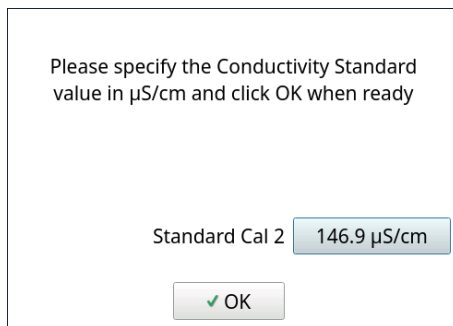 Please specify the Conductivity Standard
value in µS/cm and click OK when ready
Standard Cal 2 146.9 µS/cm
OK